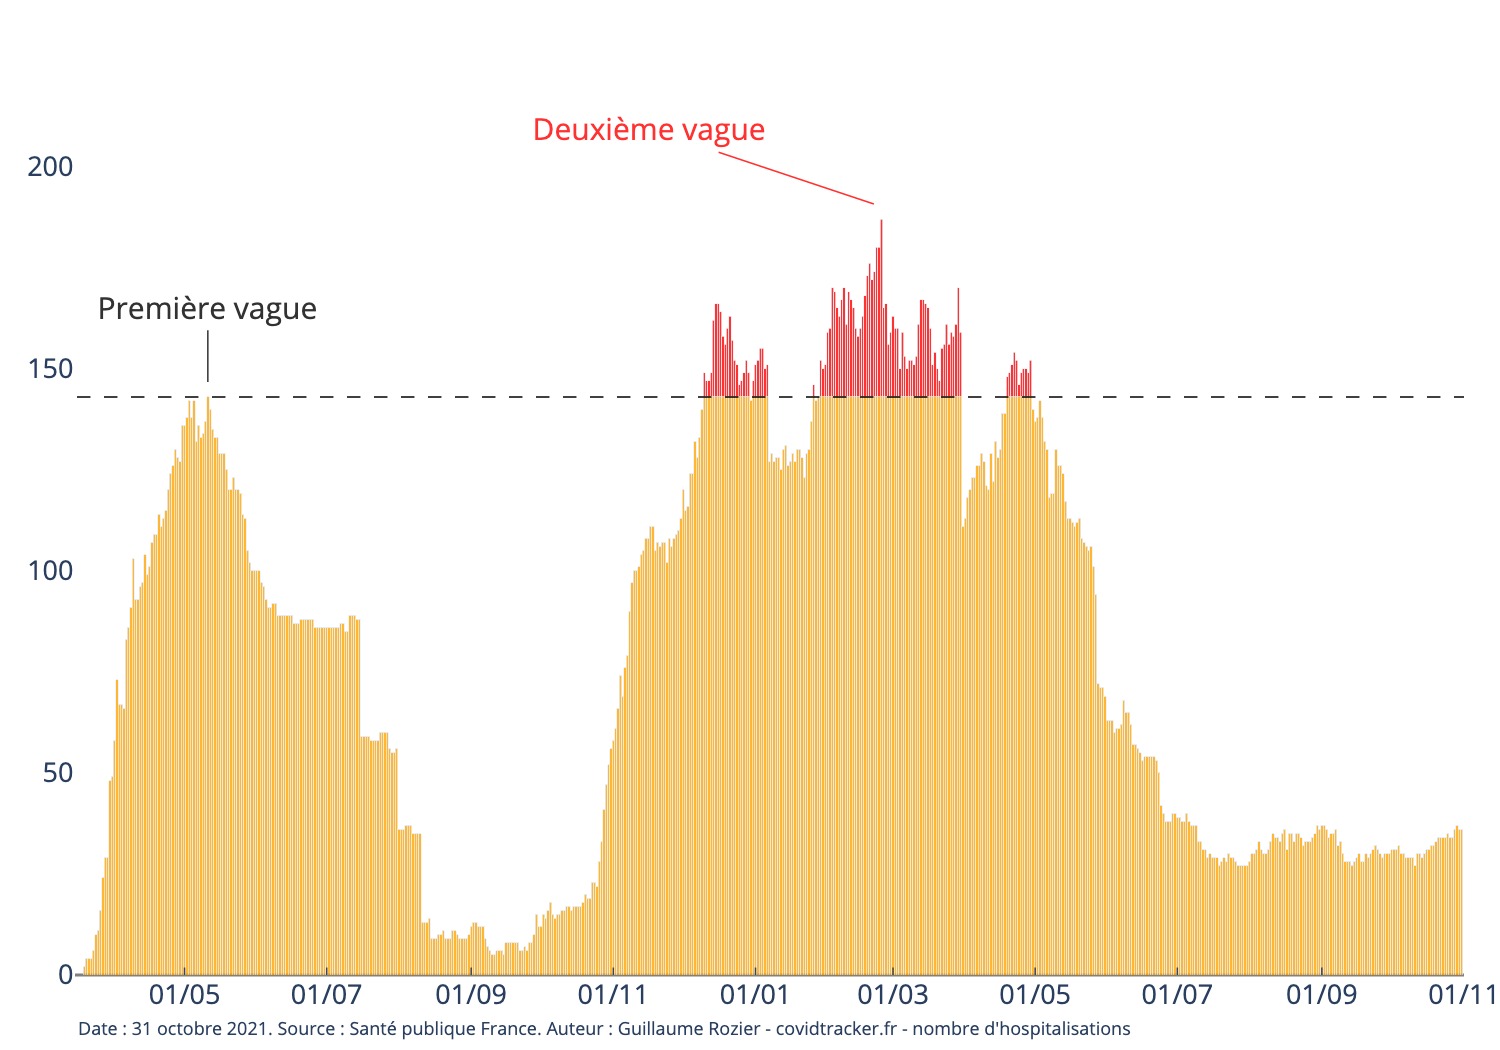 Deuxième vague
200
Première vague
150
100
50
0
01/05 01/07 01/09 01/11 01/01 01/03 01/05 01/07 01/09 01/11
Date : 31 octobre 2021. Source : Santé publique France. Auteur : Guillaume Rozier - covidtracker.fr - nombre d'hospitalisations